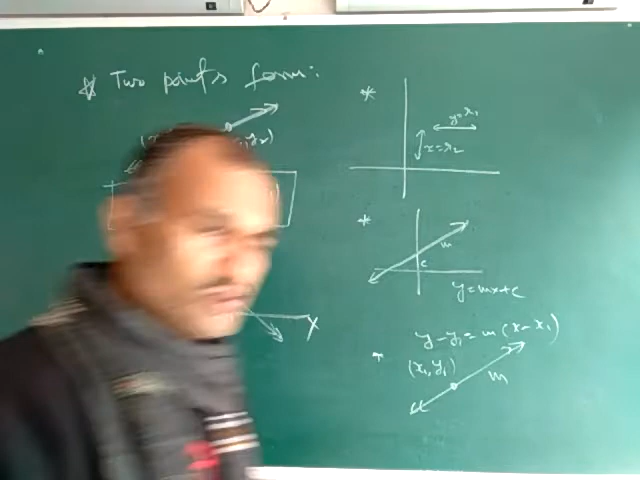 Two points form:
y = x1
x = x2
m
c
y = mx + c
y - y1 = m (x - x1)
(x1, y1)
m
X